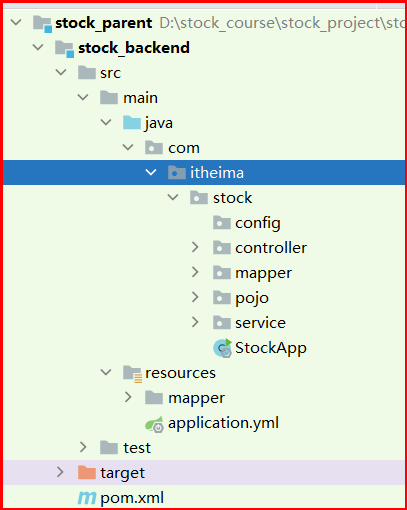 stock_parent D:\stock_course\stock_project\sto
stock_backend
src
main
java
com
itheima
stock
config
controller
mapper
pojo
service
StockApp
resources
mapper
application.yml
test
target
pom.xml